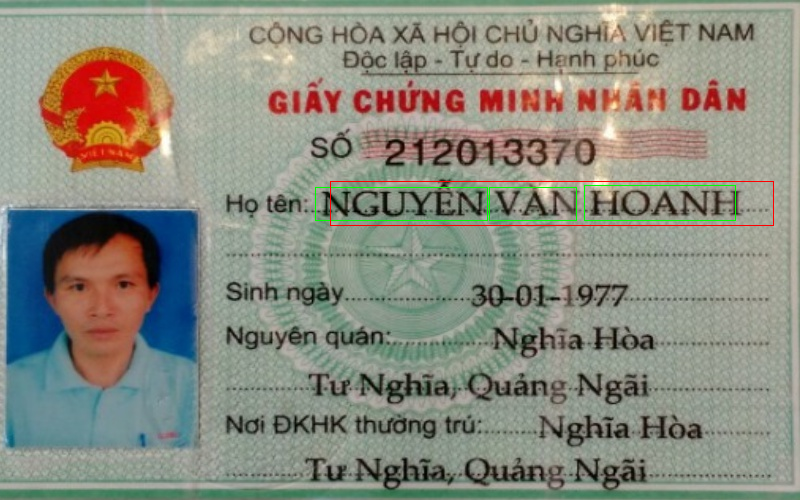 CỘNG HÒA XÃ HỘI CHỦ NGHĨA VIỆT NAM
Độc lập - Tự do - Hạnh phúc
GIẤY CHỨNG MINH NHÂN DÂN
SỐ 212013370
Họ tên: NGUYỄN VĂN HOANH
Sinh ngày 30-01-1977
Nguyên quán: Nghĩa Hòa
Tư Nghĩa, Quảng Ngãi
Nơi ĐKHK thường trú: Nghĩa Hòa
Tư Nghĩa, Quảng Ngãi
VIỆT NAM